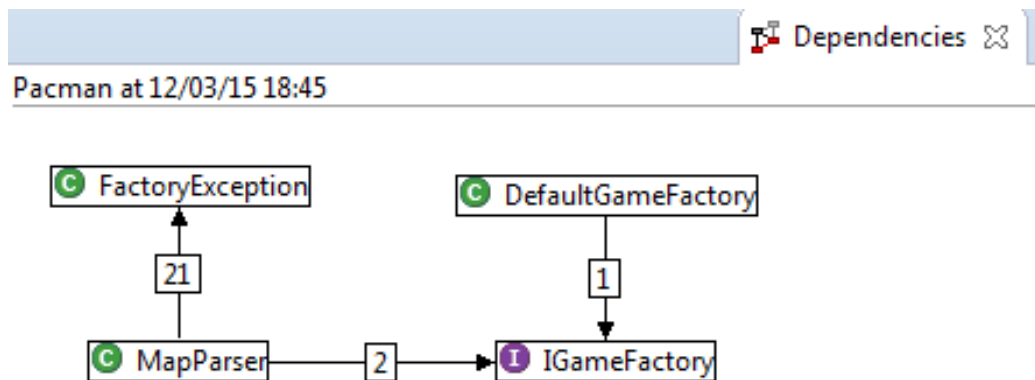 Dependencies
Pacman at 12/03/15 18:45
C FactoryException
C DefaultGameFactory
21
1
C MapParser
2
I IGameFactory